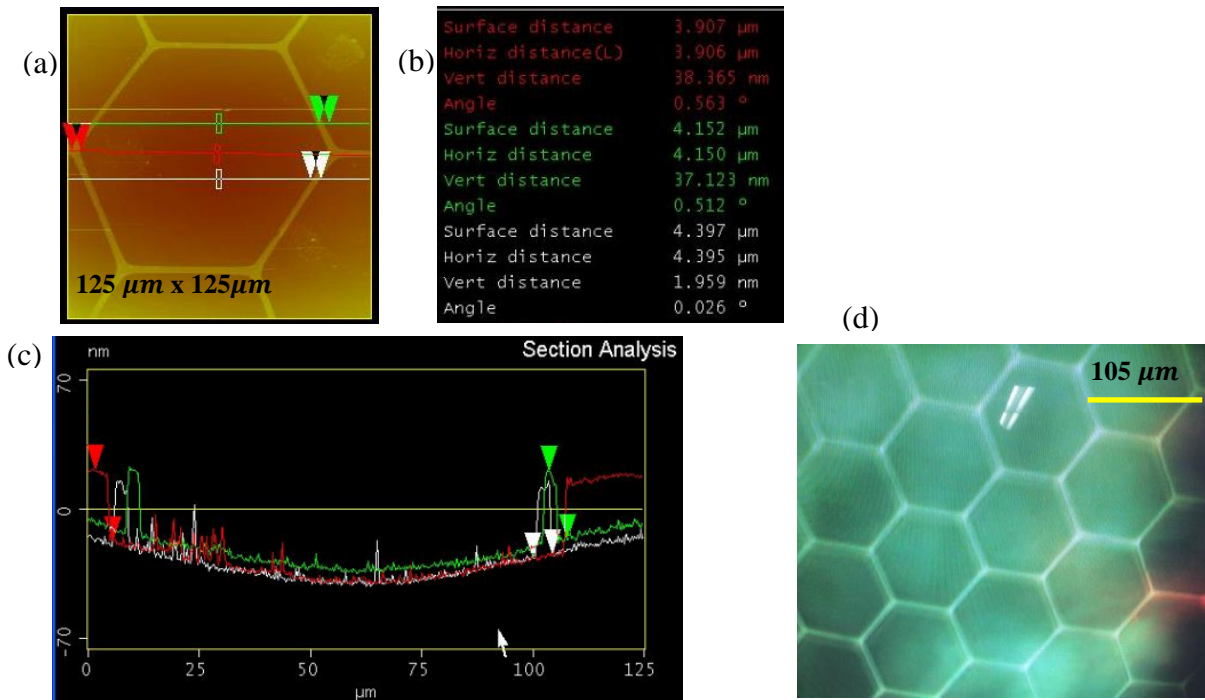 (a)
125 μm x 125μm
(b)
Surface distance 3.907 μm
Horiz distance(L) 3.906 μm
Vert distance 38.365 nm
Angle 0.563 °
Surface distance 4.152 μm
Horiz distance 4.150 μm
Vert distance 37.123 nm
Angle 0.512 °
Surface distance 4.397 μm
Horiz distance 4.395 μm
Vert distance 1.959 nm
Angle 0.026 °
(c)
nm
Section Analysis
70
0
-70
0 25 50 75 100 125
μm
(d)
105 μm